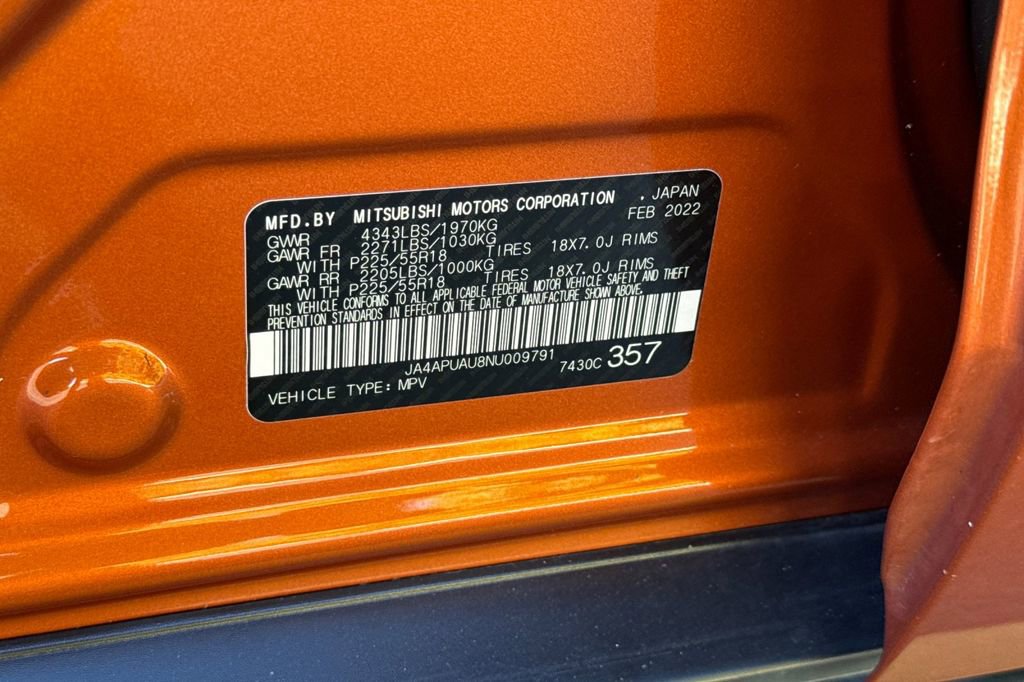 MFD.BY MITSUBISHI MOTORS CORPORATION , JAPAN
FEB 2022
GVWR 4343LBS/1970KG
GAWR FR 2271LBS/1030KG
WITH P225/55R18 TIRES 18X7.0J RIMS
GAWR RR 2205LBS/1000KG
WITH P225/55R18 TIRES 18X7.0J RIMS
THIS VEHICLE CONFORMS TO ALL APPLICABLE FEDERAL MOTOR VEHICLE SAFETY AND THEFT
PREVENTION STANDARDS IN EFFECT ON THE DATE OF MANUFACTURE SHOWN ABOVE.
JA4APUAU8NU009791
7430C 357
VEHICLE TYPE: MPV